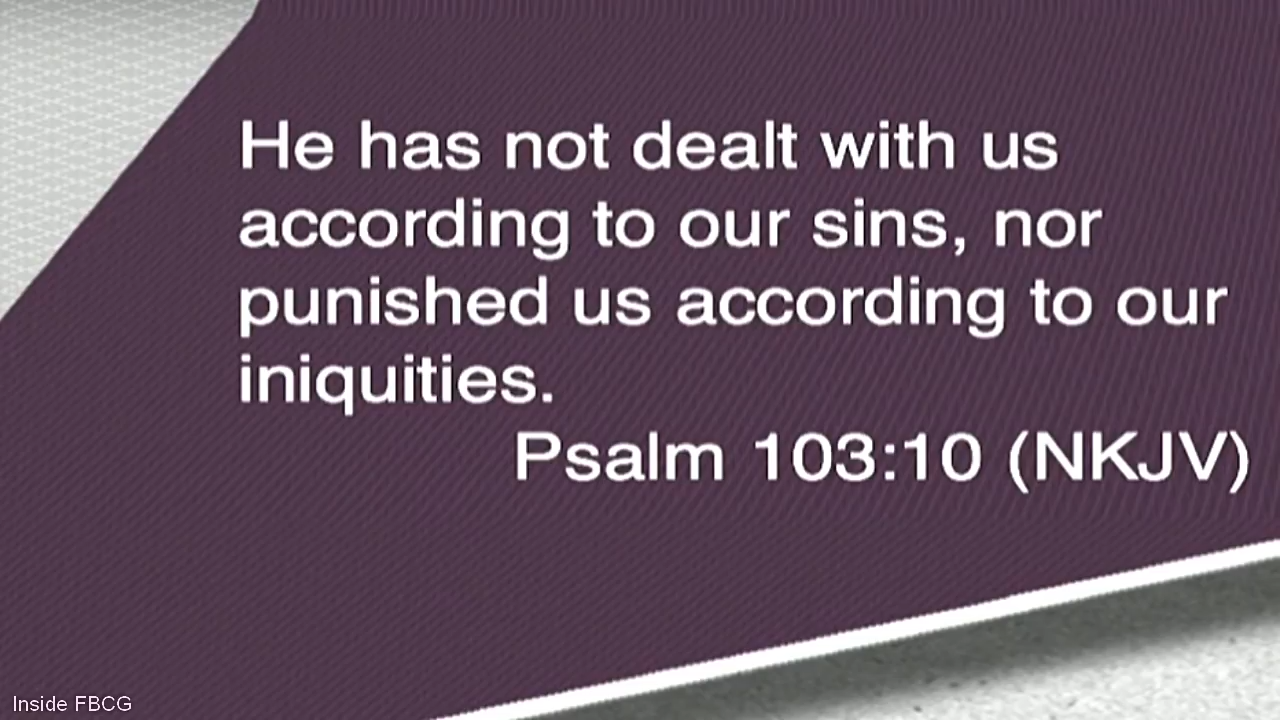 He has not dealt with us
according to our sins, nor
punished us according to our
iniquities.
Psalm 103:10 (NKJV)
Inside FBCG